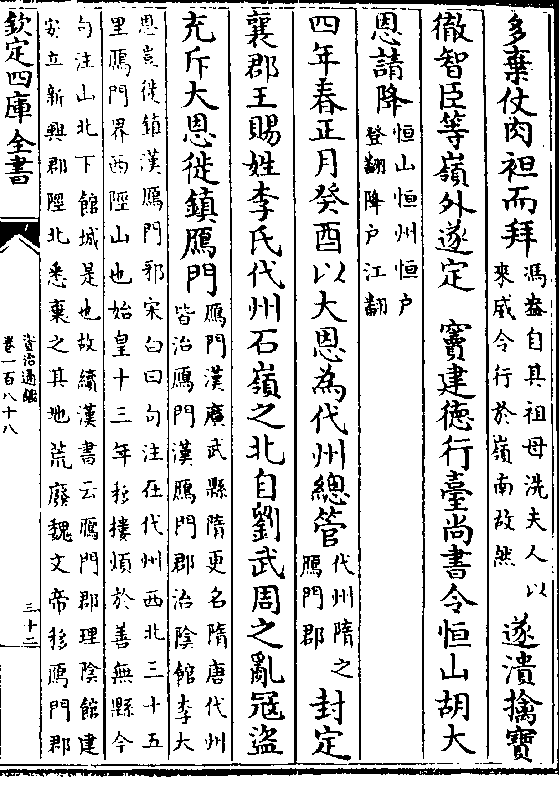 多棄仗肉袒而拜馮盎自其祖母洗夫人以來威令行於嶺南故然遂潰擒寶
徹智臣等嶺外遂定　竇建德行臺尚書令恒山胡大
恩請降恒山恒州恒户登翻降户江翻
四年春正月癸酉以大恩為代州總管代州隋之鴈門郡封定
襄郡王賜姓李氏代州石嶺之北自劉武周之亂冦盜
充斥大恩徙鎮鴈門鴈門漢廣武縣隋更名隋唐代州皆治鴈門漢鴈門郡治陰館李大
恩豈徙鎮漢鴈門邪宋白曰句注在代州西北三十五
里鴈門界西陘山也始皇十三年移樓煩於善無縣今
句注山北下館城是也故續漢書云鴈門郡理陰館建
安立新興郡陘北悉棄之其地荒廢魏文帝移鴈門郡
欽定四庫全書
資治通鑑
卷一百八十八
三十二